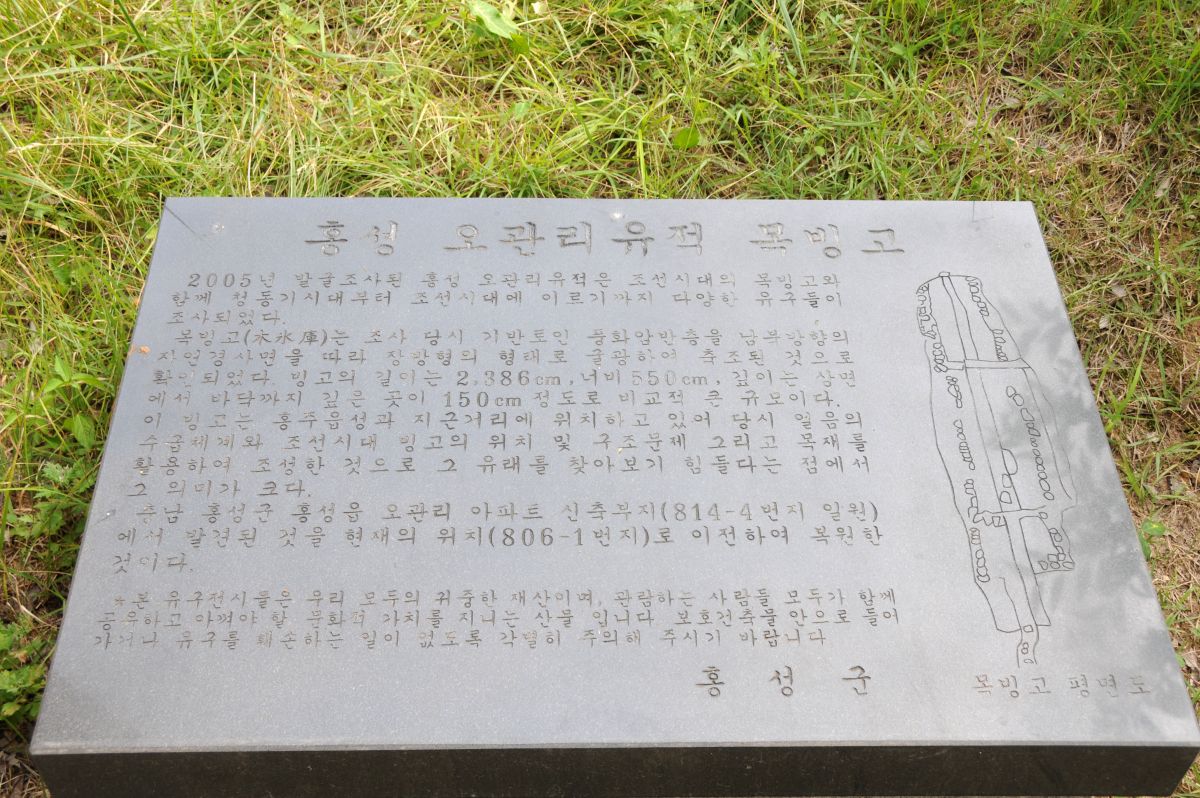 홍성 오관리유적 목빙고
2005년 발굴조사된 홍성 오관리유적은 조선시대의 목빙고와
함께 청동기시대부터 조선시대에 이르기까지 다양한 유구들이
조사되었다.
목빙고(木氷庫)는 조사 당시 기반토인 풍화암반층을 남북방향의
자연경사면을 따라 장방형의 형태로 굴광하여 축조된 것으로
확인되었다. 빙고의 길이는 2,386cm, 너비 550cm, 깊이는 상면
에서 바닥까지 깊은 곳이 150cm 정도로 비교적 큰 규모이다.
이 빙고는 홍주읍성과 지근거리에 위치하고 있어 당시 얼음의
수급체계와 조선시대 빙고의 위치 및 구조문제 그리고 목재를
활용하여 조성한 것으로 그 유래를 찾아보기 힘들다는 점에서
그 의미가 크다.
충남 홍성군 홍성읍 오관리 아파트 신축부지(814-4번지 일원)
에서 발견된 것을 현재의 위치(806-1번지)로 이전하여 복원한
것이다.
*본 유구전시물은 우리 모두의 귀중한 재산이며, 관람하는 사람들 모두가 함께
공유하고 아껴야 할 문화적 가치를 지니는 산물 입니다 보호건축물 안으로 들어
가거나 유구를 훼손하는 일이 없도록 각별히 주의해 주시기 바랍니다
홍 성 군
목빙고 평면도